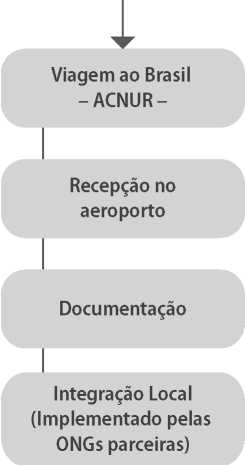 Viagem ao Brasil
– ACNUR –
Recepção no
aeroporto
Documentação
Integração Local
(Implementado pelas
ONGs parceiras)